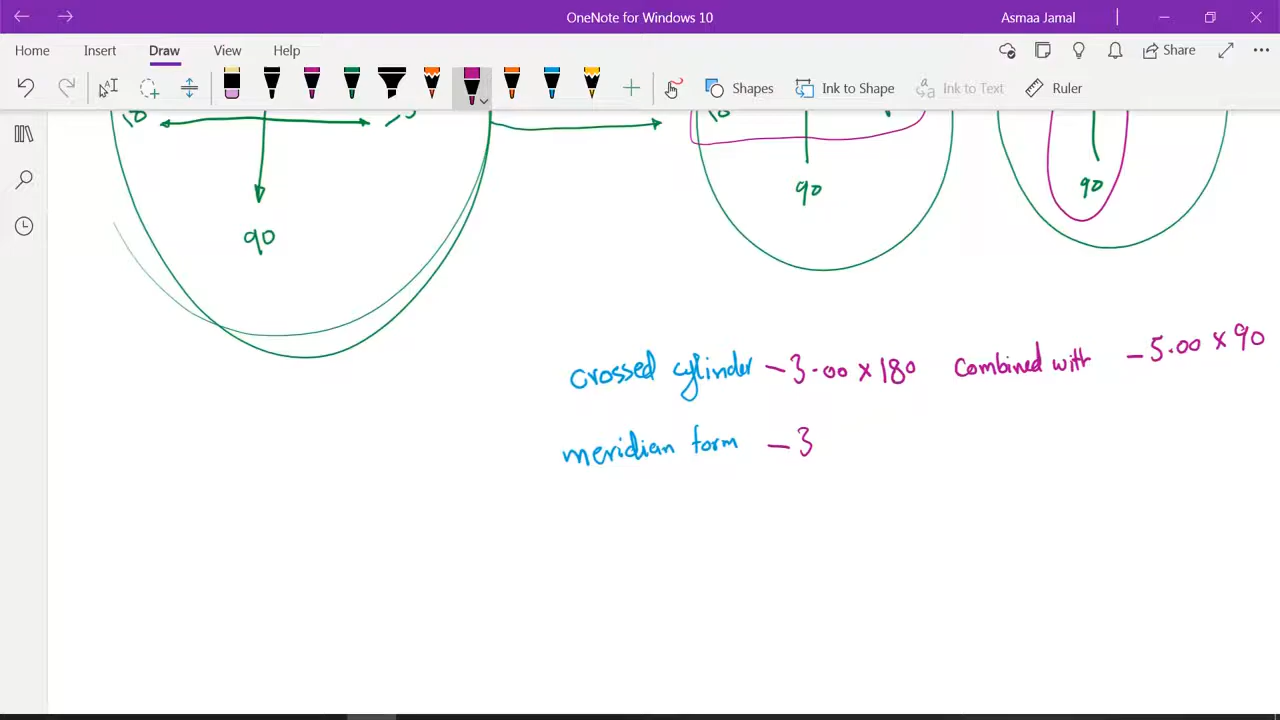 OneNote for Windows 10
Asmaa Jamal
Home Insert Draw View Help
Share
Shapes Ink to Shape Ink to Text Ruler
90
90
90
crossed cylinder -3.00 x 180 combined with -5.00 x 90
meridian form -3